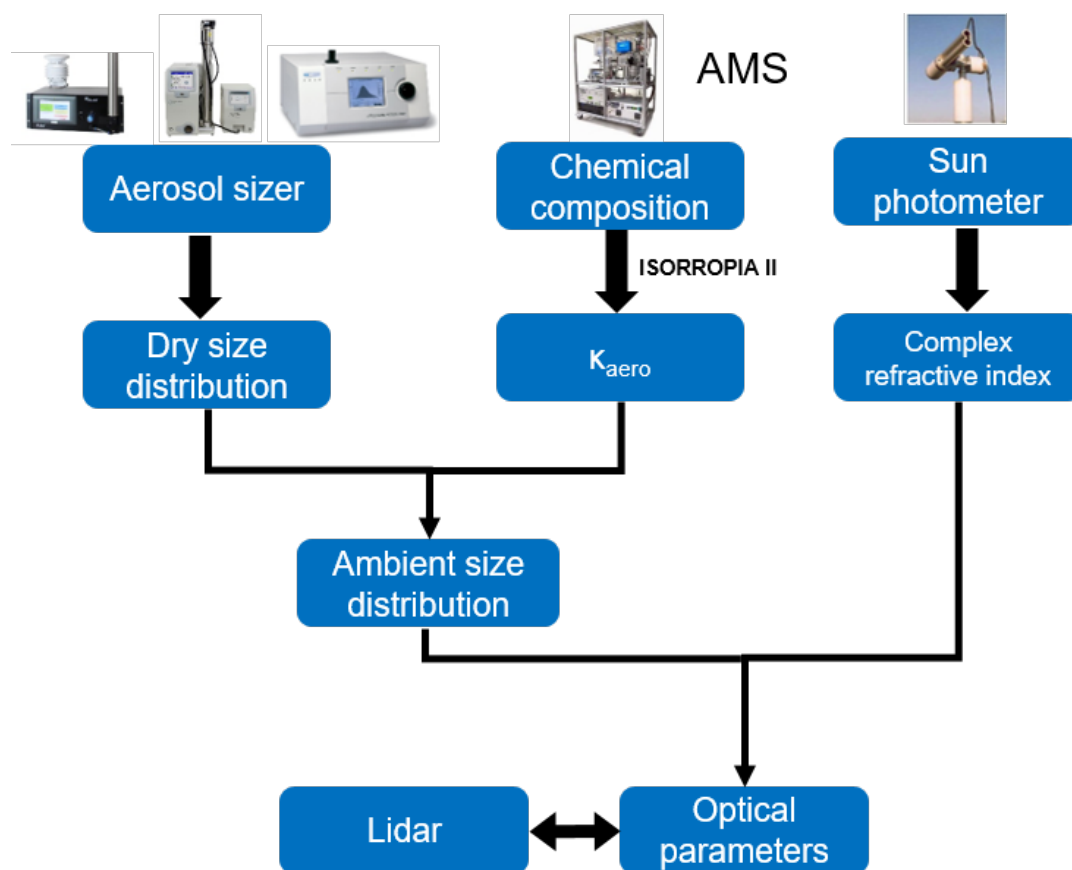 AMS
Aerosol sizer
Chemical
composition
Sun
photometer
ISORROPIA II
Dry size
distribution
κaero
Complex
refractive index
Ambient size
distribution
Lidar
Optical
parameters